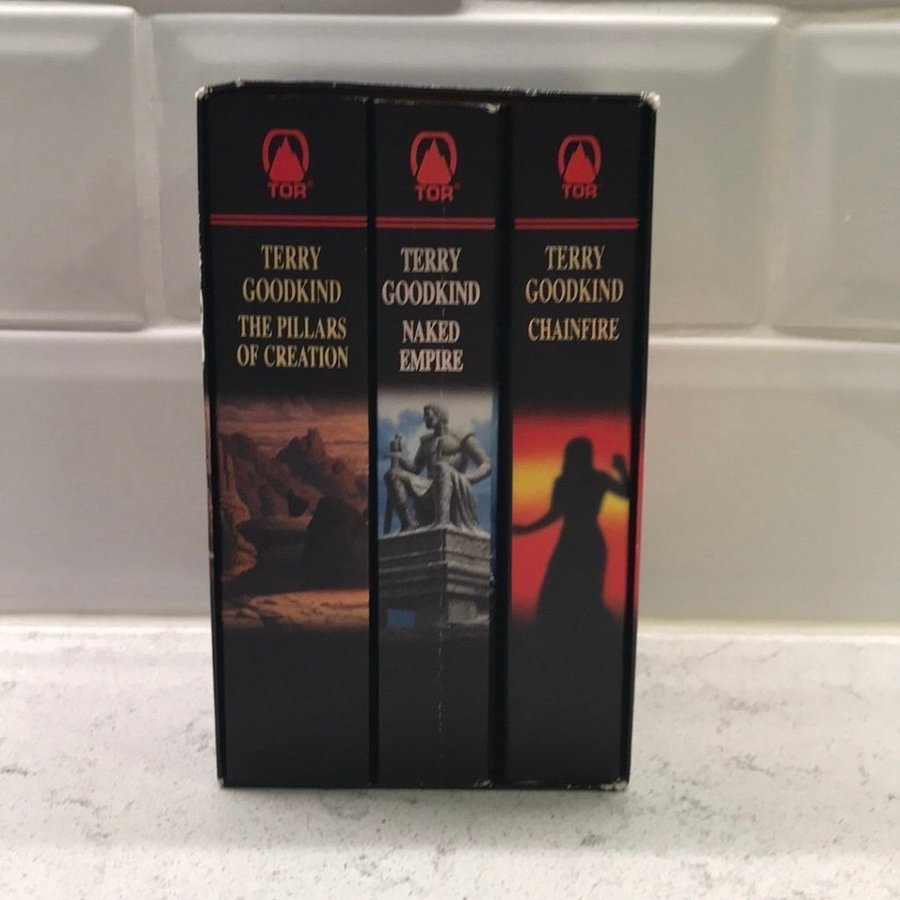 TOR®
TERRY
GOODKIND
THE PILLARS
OF CREATION
TOR®
TERRY
GOODKIND
NAKED
EMPIRE
TOR®
TERRY
GOODKIND
CHAINFIRE